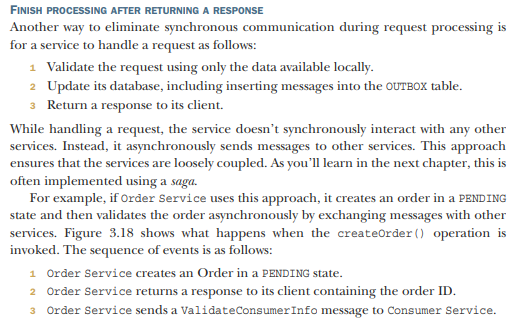 FINISH PROCESSING AFTER RETURNING A RESPONSE
Another way to eliminate synchronous communication during request processing is
for a service to handle a request as follows:
1 Validate the request using only the data available locally.
2 Update its database, including inserting messages into the OUTBOX table.
3 Return a response to its client.
While handling a request, the service doesn't synchronously interact with any other
services. Instead, it asynchronously sends messages to other services. This approach
ensures that the services are loosely coupled. As you'll learn in the next chapter, this is
often implemented using a saga.
For example, if Order Service uses this approach, it creates an order in a PENDING
state and then validates the order asynchronously by exchanging messages with other
services. Figure 3.18 shows what happens when the createOrder() operation is
invoked. The sequence of events is as follows:
1 Order Service creates an Order in a PENDING state.
2 Order Service returns a response to its client containing the order ID.
3 Order Service sends a ValidateConsumerInfo message to Consumer Service.